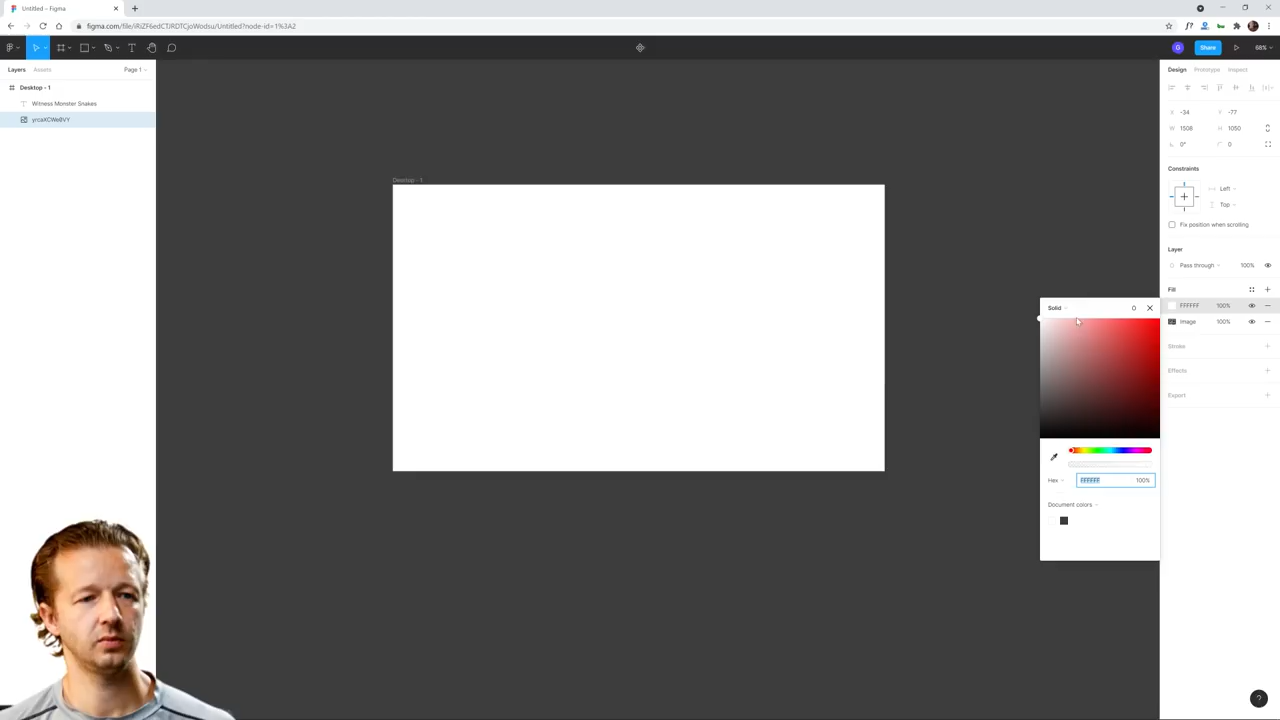 Untitled – Figma
figma.com/file/iRiZF6edCTJRDTCjoWodsu/Untitled?node-id=1%3A2
f?
G
Share
68%
Layers
Assets
Page 1
Design
Prototype
Inspect
Desktop - 1
Witness Monster Snakes
yrcaXCWe8VY
X
-34
Y
-77
W
1508
H
1050
0°
0
Constraints
Left
Top
Fix position when scrolling
Layer
Pass through
100%
Fill
FFFFFF
100%
Image
100%
Stroke
Effects
Export
Desctop - 1
Solid
0
Hex
FFFFFF
100%
Document colors
?